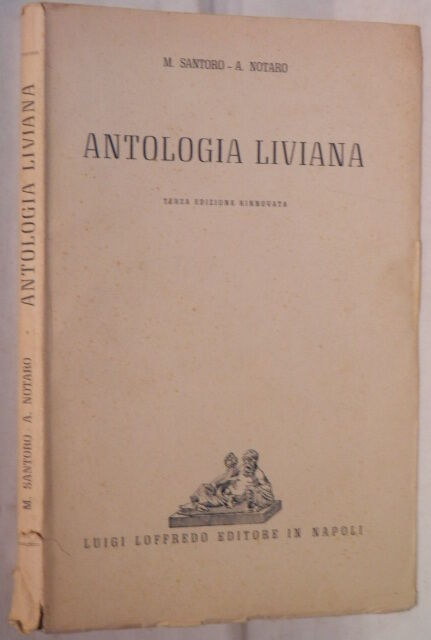 M. SANTORO - A. NOTARO
ANTOLOGIA LIVIANA
TERZA EDIZIONE RINNOVATA
LUIGI LOFFREDO EDITORE IN NAPOLI
M. SANTORO - A. NOTARO - ANTOLOGIA LIVIANA